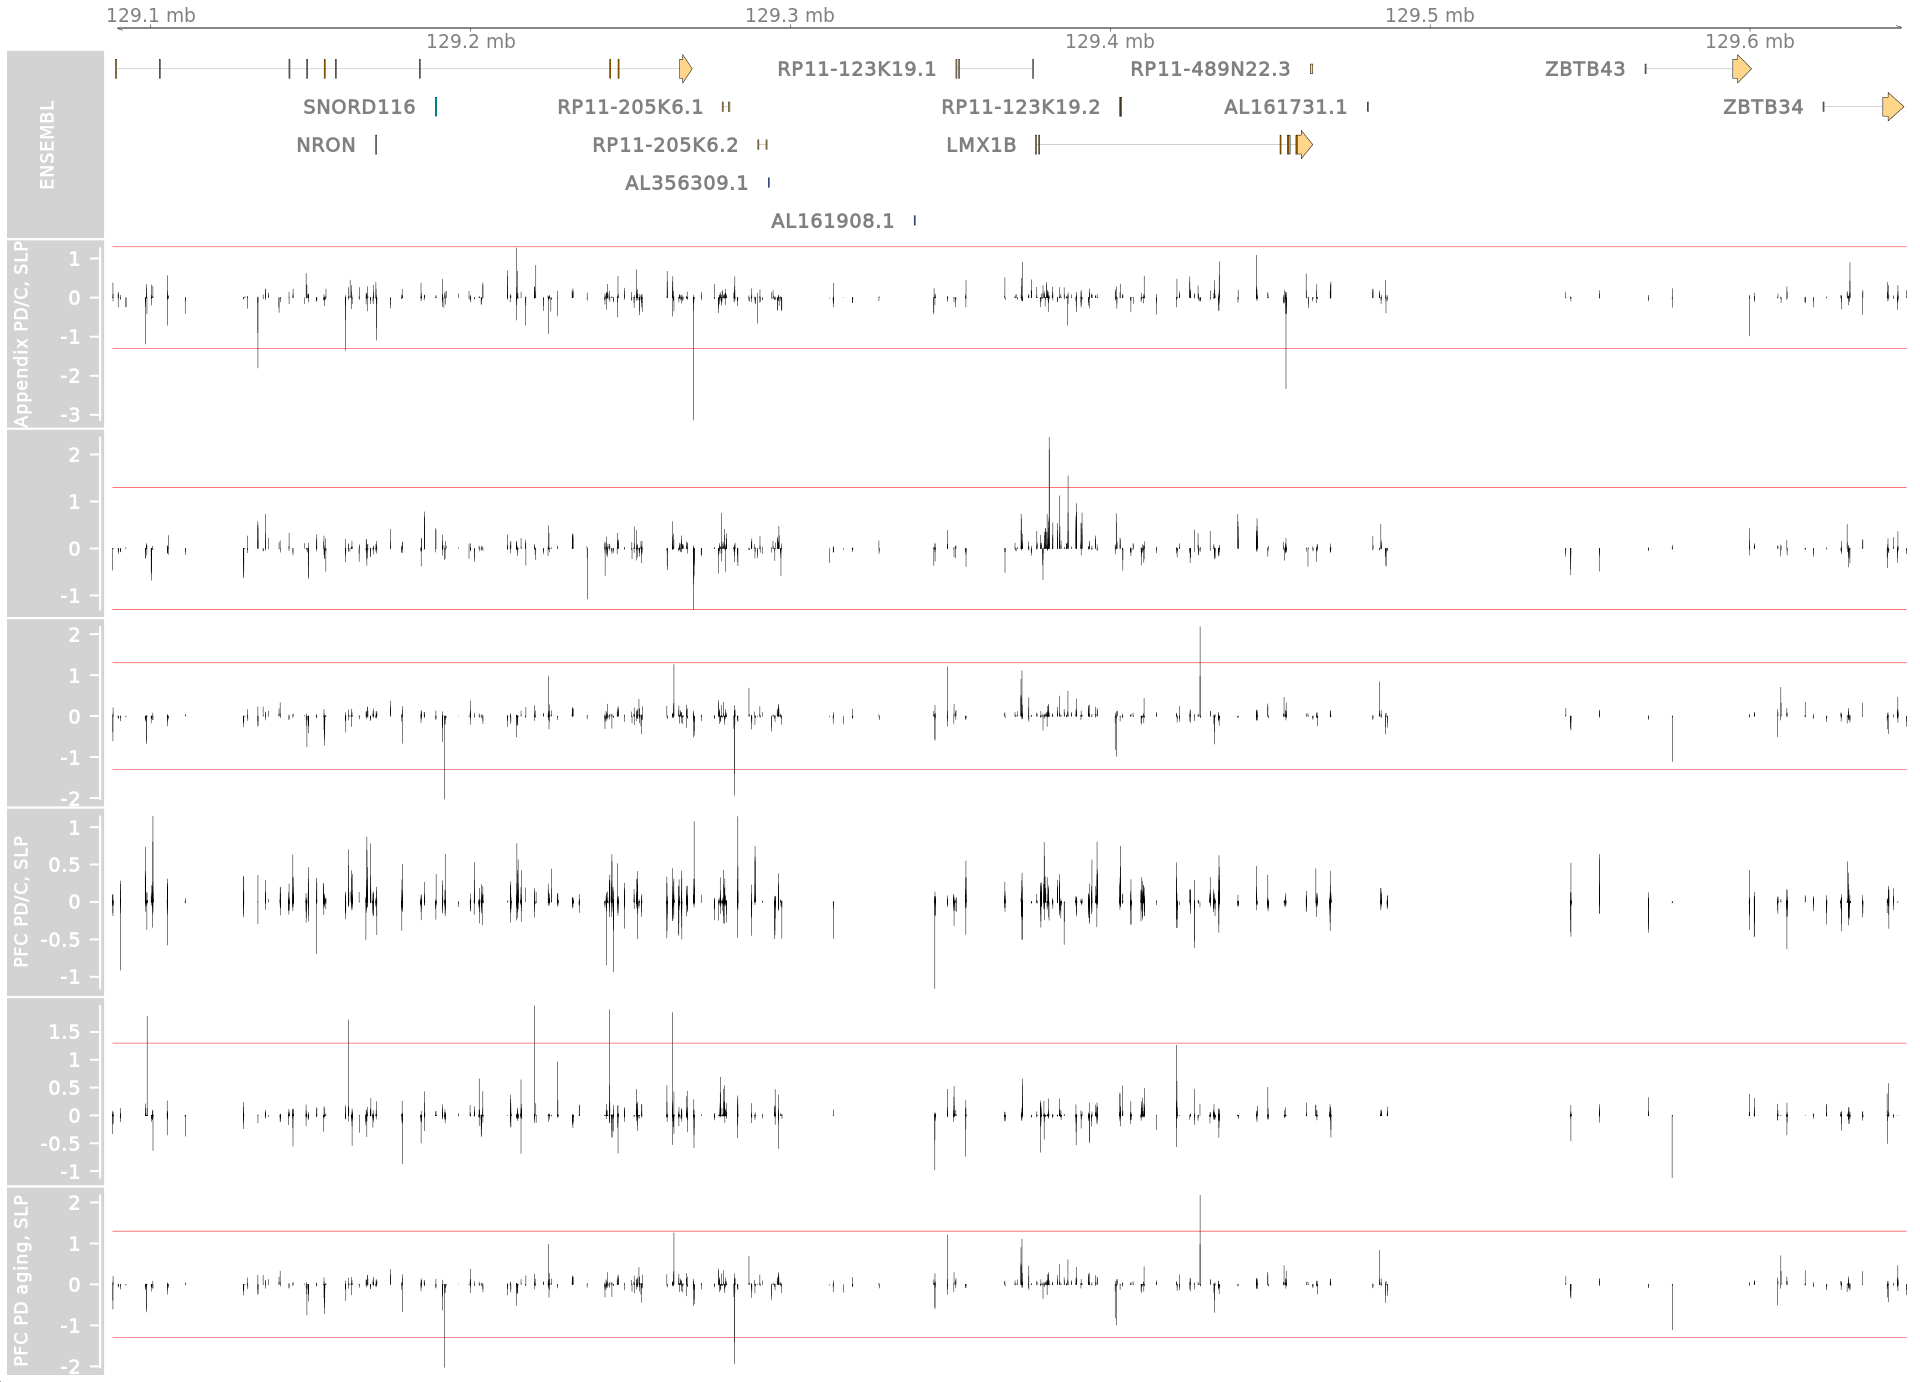 129.1 mb 129.3 mb 129.5 mb
129.2 mb 129.4 mb 129.6 mb
ENSEMBL
RP11-123K19.1 RP11-489N22.3 ZBTB43
SNORD116 RP11-205K6.1 RP11-123K19.2 AL161731.1 ZBTB34
NRON RP11-205K6.2 LMX1B
AL356309.1
AL161908.1
Appendix PD/C, SLP
1
0
-1
-2
-3
2
1
0
-1
2
1
0
-1
-2
PFC PD/C, SLP
1
0.5
0
-0.5
-1
1.5
1
0.5
0
-0.5
-1
PFC PD aging, SLP
2
1
0
-1
-2